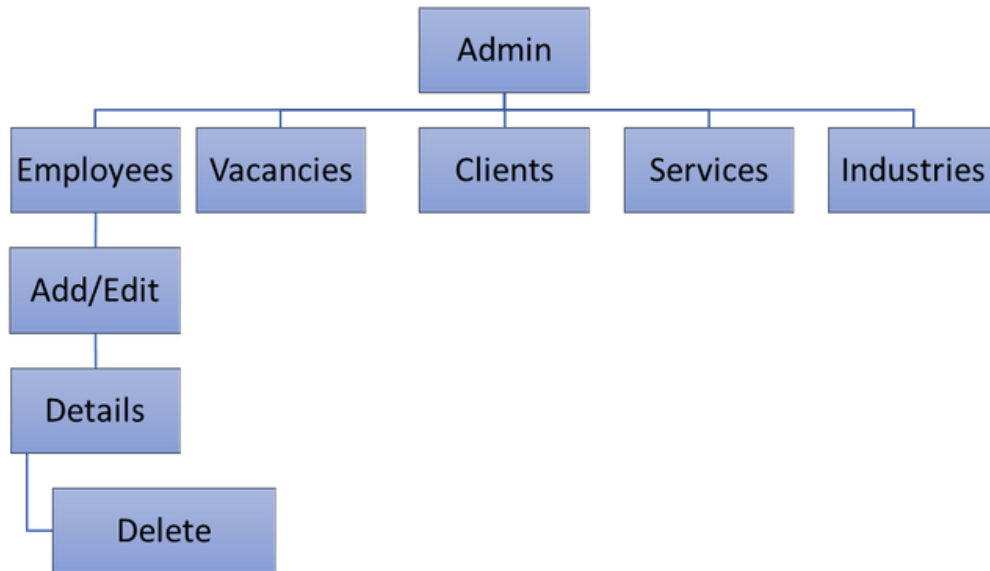 Admin
Employees
Vacancies
Clients
Services
Industries
Add/Edit
Details
Delete